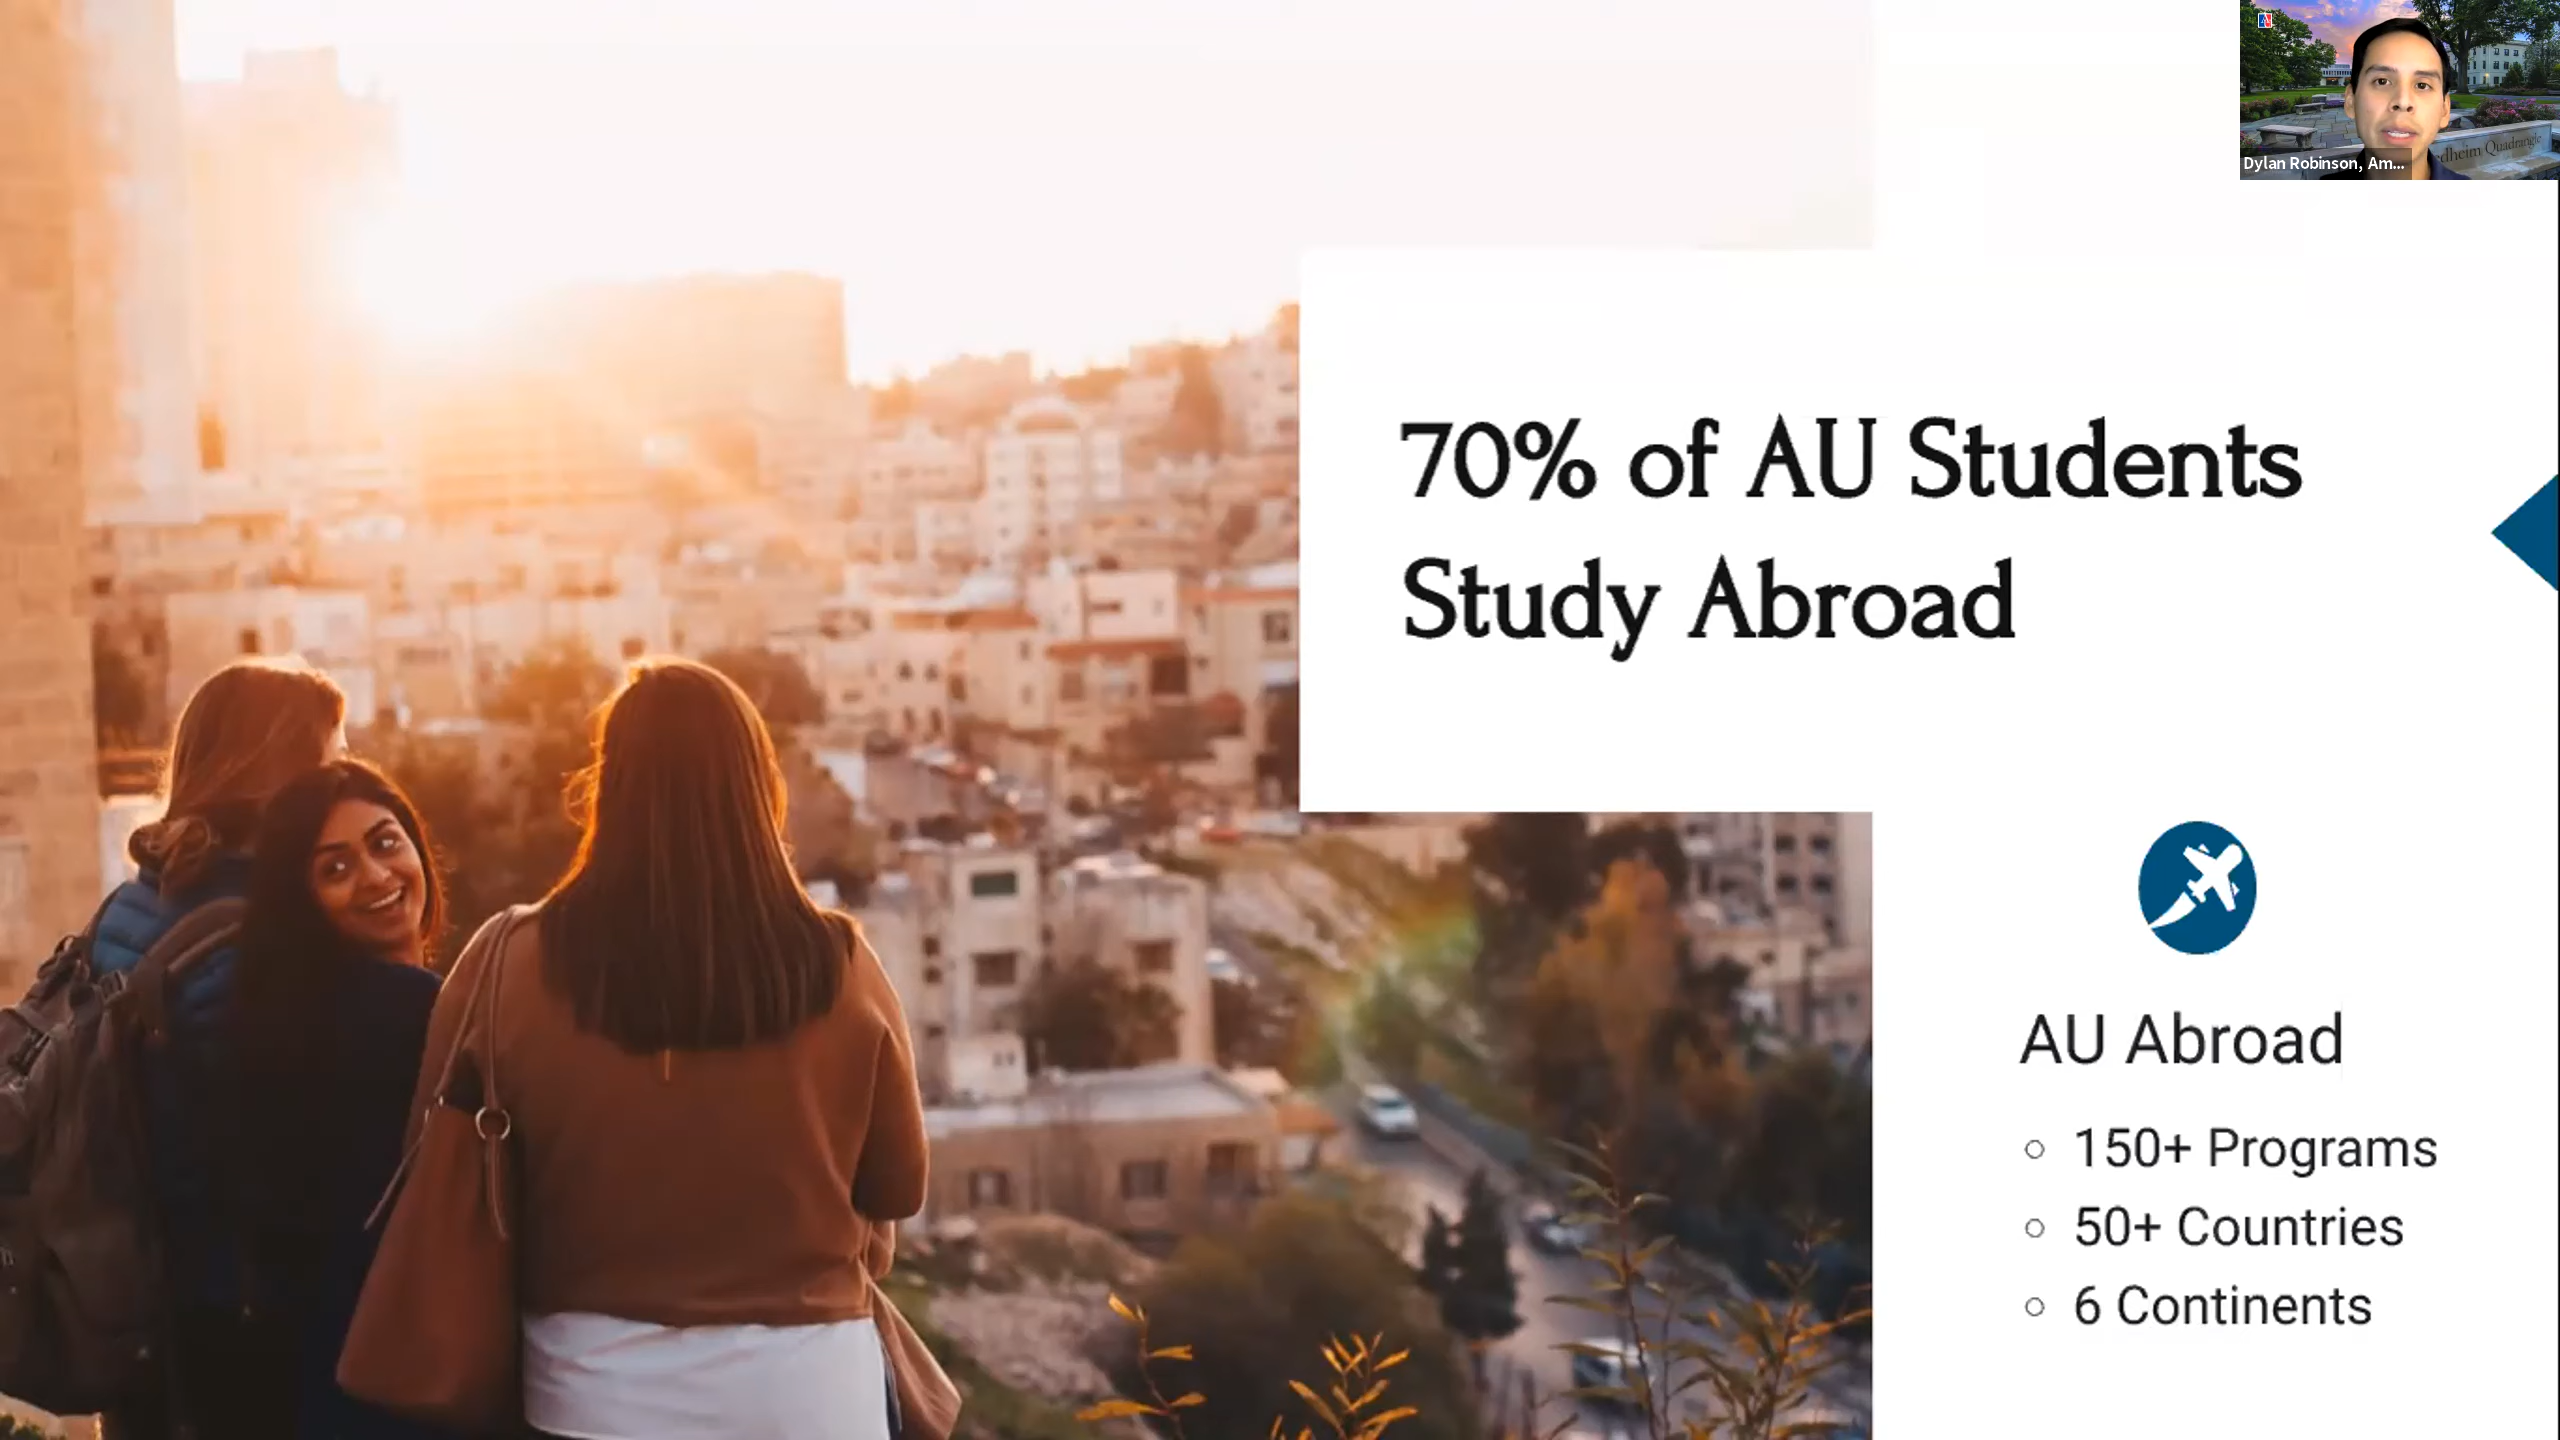 Dylan Robinson, Am...
70% of AU Students
Study Abroad
AU Abroad
150+ Programs
50+ Countries
6 Continents